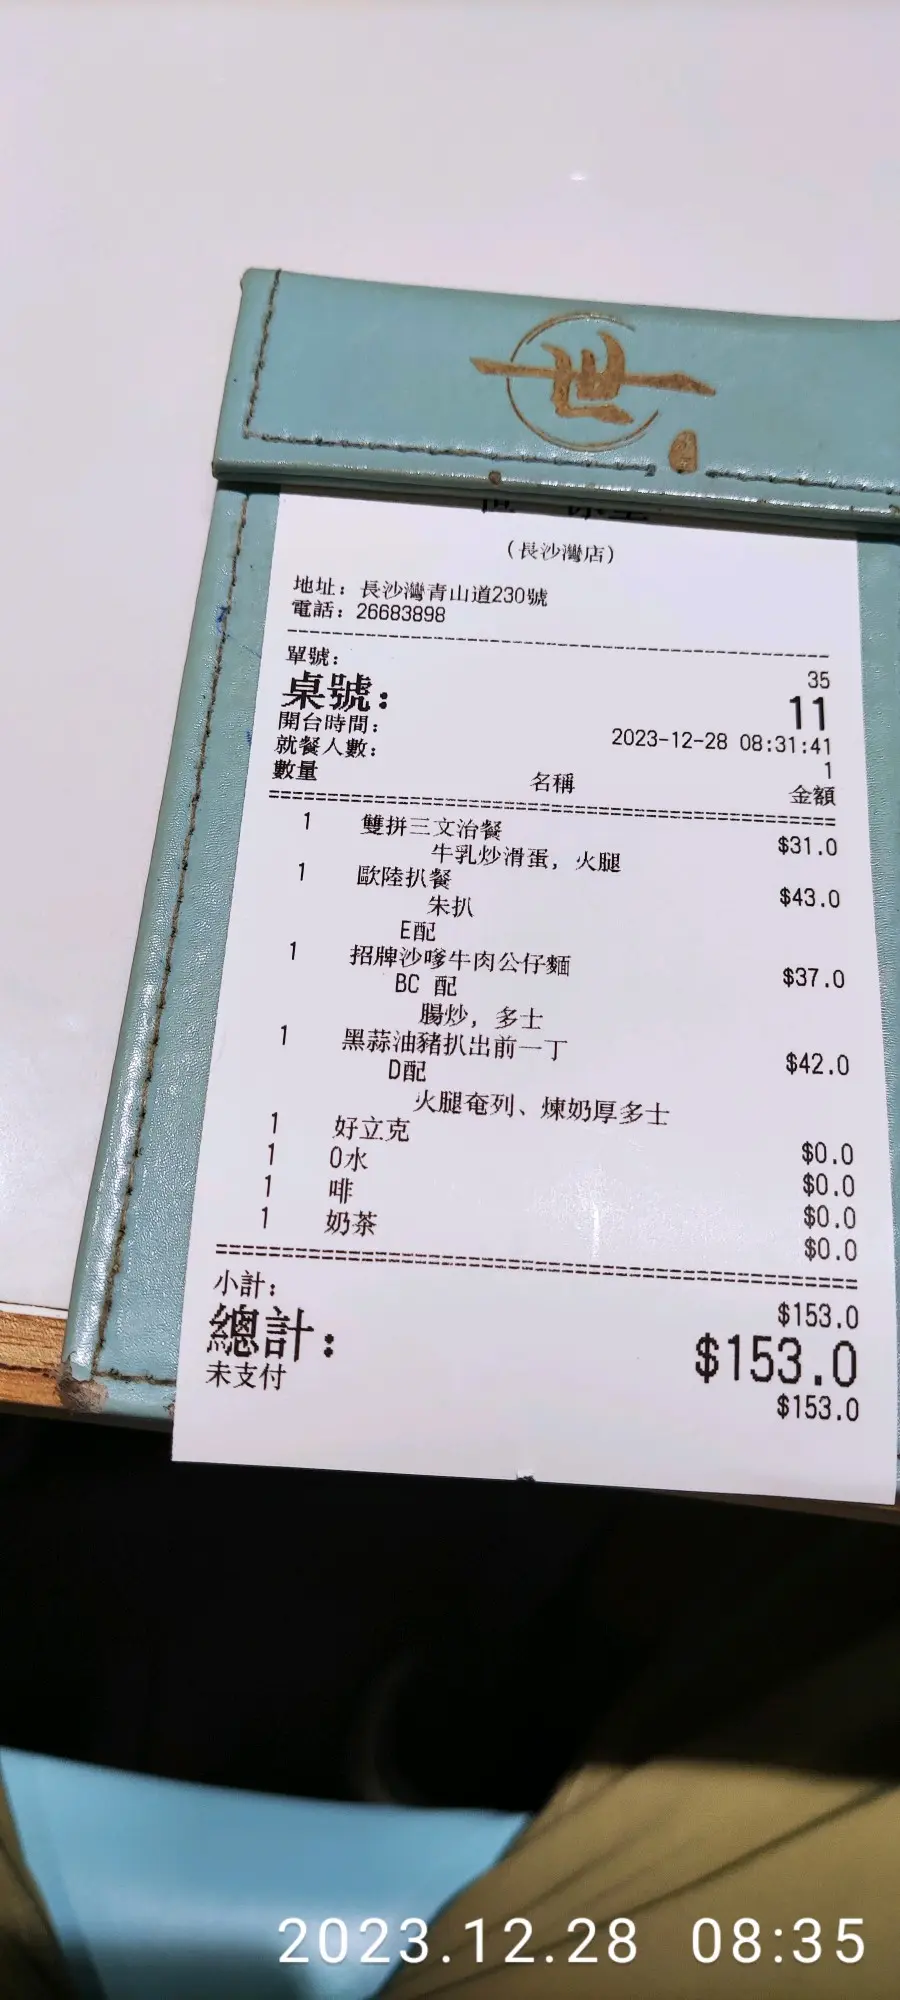 世
(長沙灣店)
地址：長沙灣青山道230號
電話：26683898
單號： 35
桌號： 11
開台時間： 2023-12-28 08:31:41
就餐人數： 1
數量 名稱 金額
1 雙拼三文治餐 $31.0
牛乳炒滑蛋, 火腿
1 歐陸扒餐 $43.0
朱扒
E配
1 招牌沙嗲牛肉公仔麵 $37.0
BC 配
腸炒, 多士
1 黑蒜油豬扒出前一丁 $42.0
D配
火腿奄列、煉奶厚多士
1 好立克 $0.0
1 0水 $0.0
1 啡 $0.0
1 奶茶 $0.0
小計： $153.0
總計： $153.0
未支付 $153.0
2023.12.28 08:35